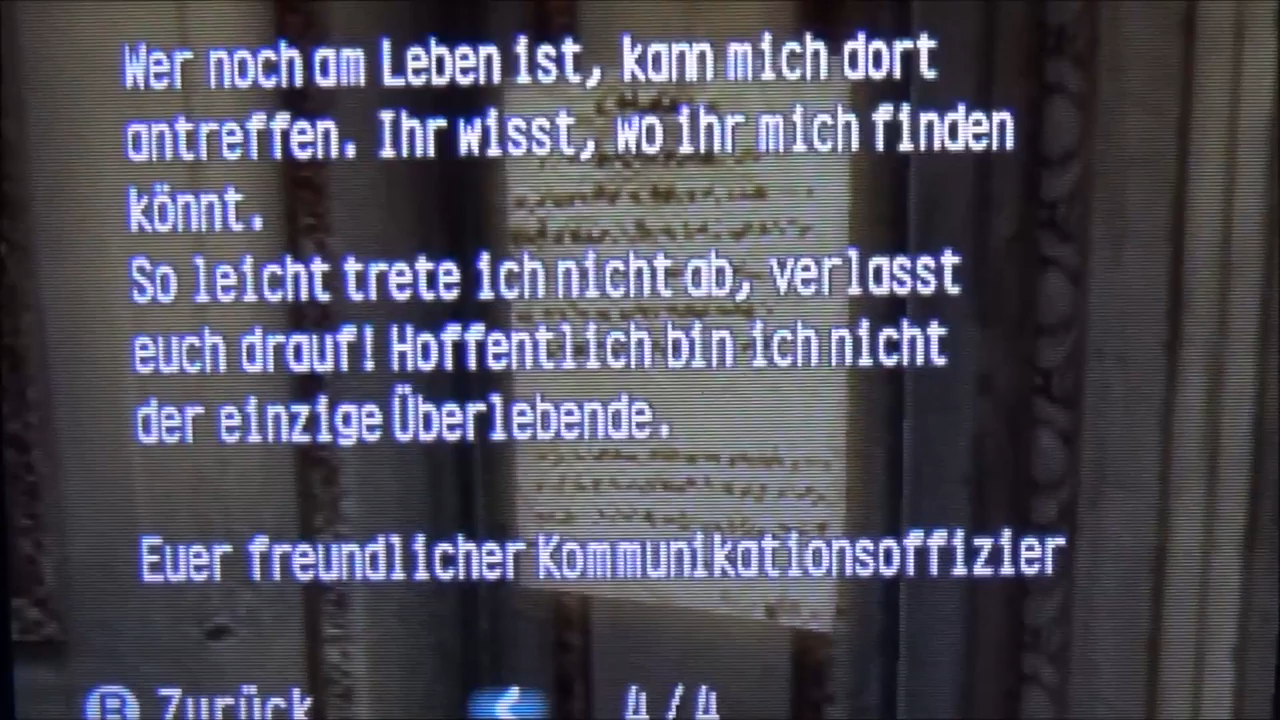 Wer noch am Leben ist, kann mich dort
antreffen. Ihr wisst, wo ihr mich finden
könnt.
So leicht trete ich nicht ab, verlasst
euch drauf! Hoffentlich bin ich nicht
der einzige Überlebende.
Euer freundlicher Kommunikationsoffizier
B Zurück < 4/4